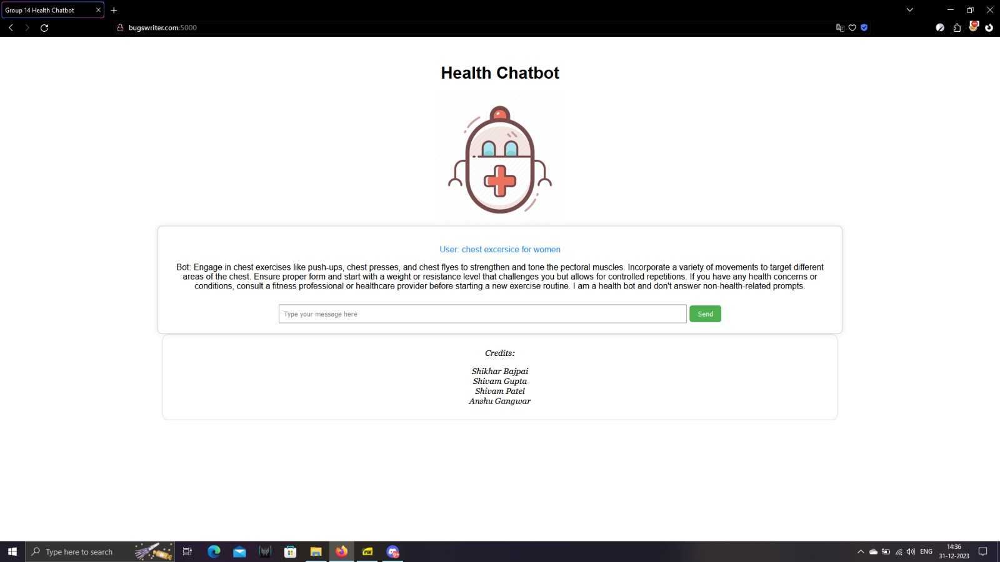 Group 14 Health Chatbot
bugswriter.com:5000
Health Chatbot
User: chest excersice for women
Bot: Engage in chest exercises like push-ups, chest presses, and chest flyes to strengthen and tone the pectoral muscles. Incorporate a variety of movements to target different
areas of the chest. Ensure proper form and start with a weight or resistance level that challenges you but allows for controlled repetitions. If you have any health concerns or
conditions, consult a fitness professional or healthcare provider before starting a new exercise routine. I am a health bot and don't answer non-health-related prompts.
Type your message here
Send
Credits:
Shikhar Bajpai
Shivam Gupta
Shivam Patel
Anshu Gangwar
Type here to search
9+
ENG
14:36
31-12-2023